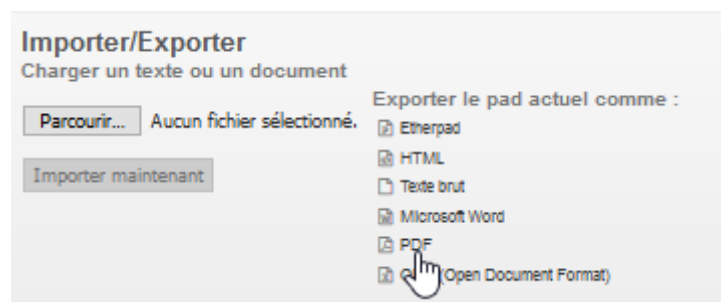 Importer/Exporter
Charger un texte ou un document
Parcourir... Aucun fichier sélectionné.
Importer maintenant
Exporter le pad actuel comme :
Etherpad
HTML
Texte brut
Microsoft Word
PDF
(Open Document Format)